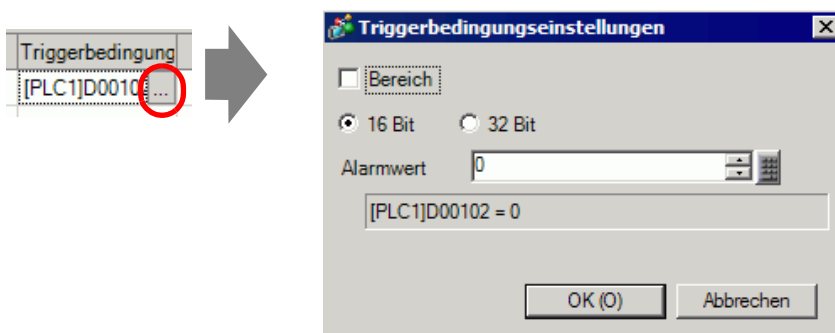 Triggerbedingung
[PLC1]D0010 ...
Triggerbedingungseinstellungen
Bereich
16 Bit 32 Bit
Alarmwert 0
[PLC1]D00102 = 0
OK (O) Abbrechen